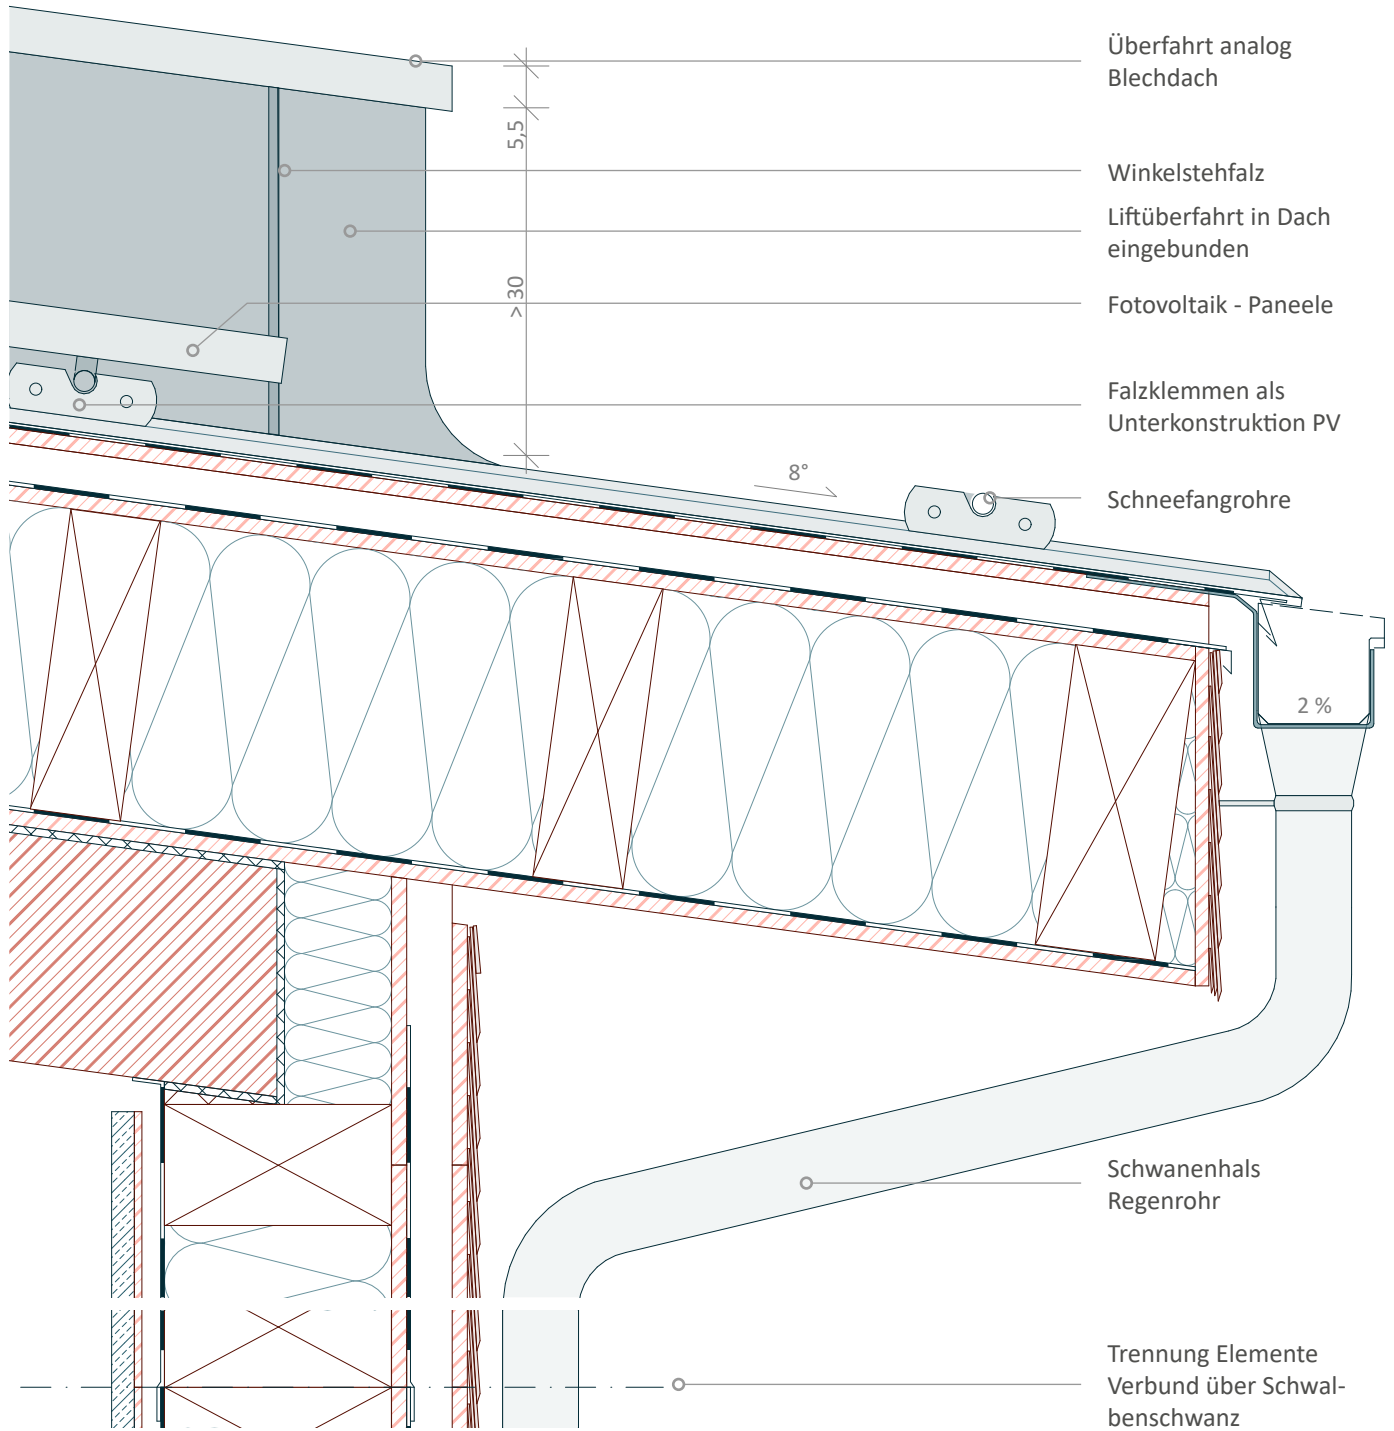 Überfahrt analog
Blechdach
5,5
Winkelstehfalz
Liftüberfahrt in Dach
eingebunden
> 30
Fotovoltaik - Paneele
Falzklemmen als
Unterkonstruktion PV
8°
Schneefangrohre
2 %
Schwanenhals
Regenrohr
Trennung Elemente
Verbund über Schwal-
benschwanz